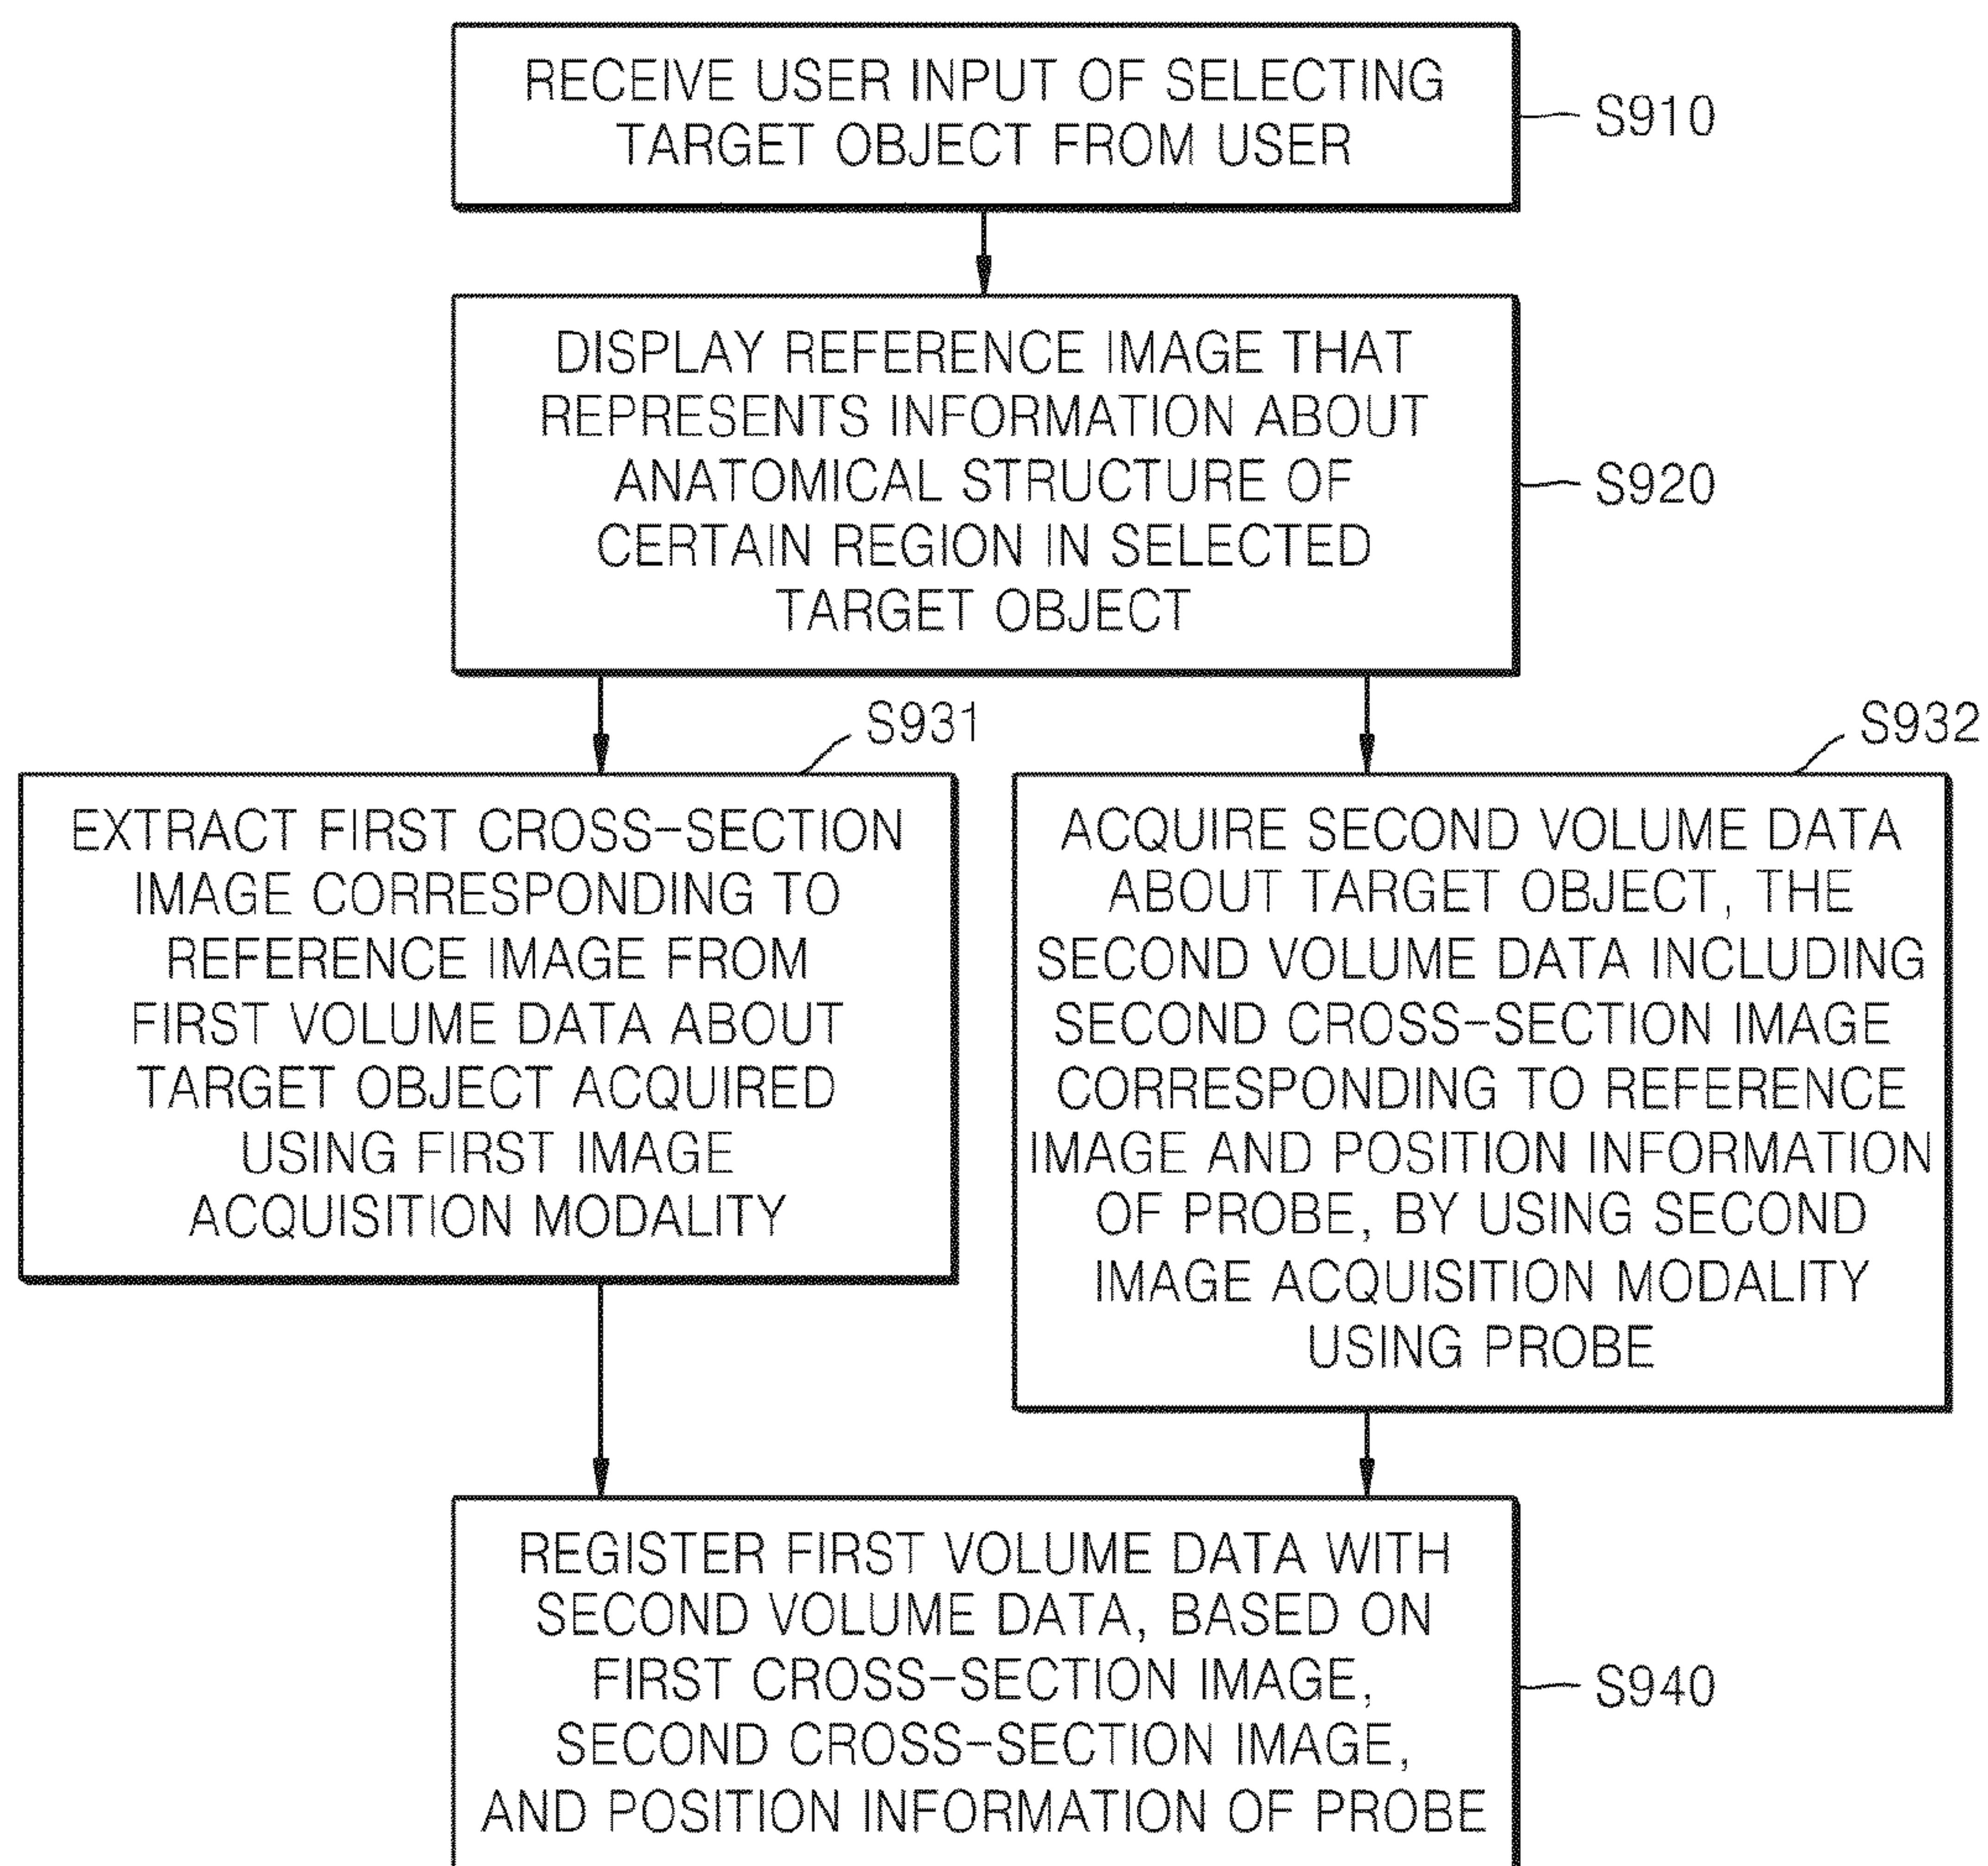 RECEIVE USER INPUT OF SELECTING
TARGET OBJECT FROM USER
S910
DISPLAY REFERENCE IMAGE THAT
REPRESENTS INFORMATION ABOUT
ANATOMICAL STRUCTURE OF
CERTAIN REGION IN SELECTED
TARGET OBJECT
S920
S931
EXTRACT FIRST CROSS-SECTION
IMAGE CORRESPONDING TO
REFERENCE IMAGE FROM
FIRST VOLUME DATA ABOUT
TARGET OBJECT ACQUIRED
USING FIRST IMAGE
ACQUISITION MODALITY
S932
ACQUIRE SECOND VOLUME DATA
ABOUT TARGET OBJECT, THE
SECOND VOLUME DATA INCLUDING
SECOND CROSS-SECTION IMAGE
CORRESPONDING TO REFERENCE
IMAGE AND POSITION INFORMATION
OF PROBE, BY USING SECOND
IMAGE ACQUISITION MODALITY
USING PROBE
REGISTER FIRST VOLUME DATA WITH
SECOND VOLUME DATA, BASED ON
FIRST CROSS-SECTION IMAGE,
SECOND CROSS-SECTION IMAGE,
AND POSITION INFORMATION OF PROBE
S940